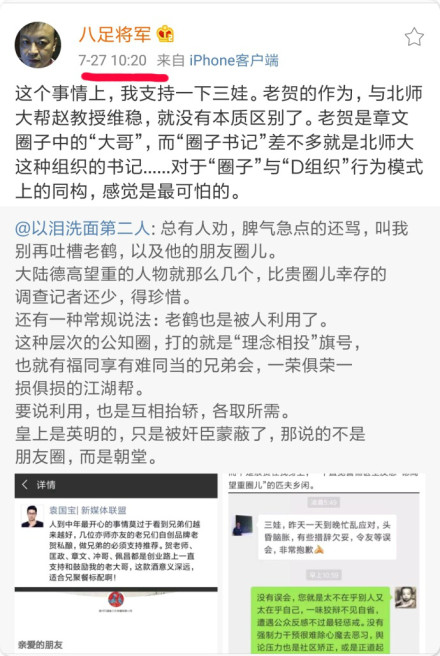 八足将军
7-27 10:20 来自 iPhone客户端
这个事情上，我支持一下三娃。老贺的作为，与北师
大帮赵教授维稳，就没有本质区别了。老贺是章文
圈子中的“大哥”，而“圈子书记”差不多就是北师大
这种组织的书记……对于“圈子”与“D组织”行为模式
上的同构，感觉是最可怕的。
@以泪洗面第二人: 总有人劝，脾气急点的还骂，叫我
别再吐槽老鹤，以及他的朋友圈儿。
大陆德高望重的人物就那么几个，比贵圈儿幸存的
调查记者还少，得珍惜。
还有一种常规说法：老鹤也是被人利用了。
这种层次的公知圈，打的就是“理念相投”旗号，
也就有福同享有难同当的兄弟会，一荣俱荣一
损俱损的江湖帮。
要说利用，也是互相抬轿，各取所需。
皇上是英明的，只是被奸臣蒙蔽了，那说的不是
朋友圈，而是朝堂。
详情
袁国宝|新媒体联盟
人到中年最开心的事情莫过于看到兄弟们越
来越好，几位亦师亦友的老兄们自创品牌老
贺私酿，做兄弟的必须支持推荐。贺老师、
匡政、章文、冲哥、佩昌都是创业路上一直
支持和鼓励我的老大哥，这款酒意义深远，
适合兄聚餐标配啊！
亲爱的朋友
望重圈儿”的匹夫乡闲。
三娃，昨天一天到晚忙乱应对，头
昏脑胀，有些措辞欠妥，令友等误
会，非常抱歉
没有误会，您就是太不在乎别人又
太在乎自己，一味狡辩不见自省，
遭遇公众反感不过最轻惩戒。没有
强制力干预很难除心魔去恶习，舆
论压力也是社区矫正，或是正道起